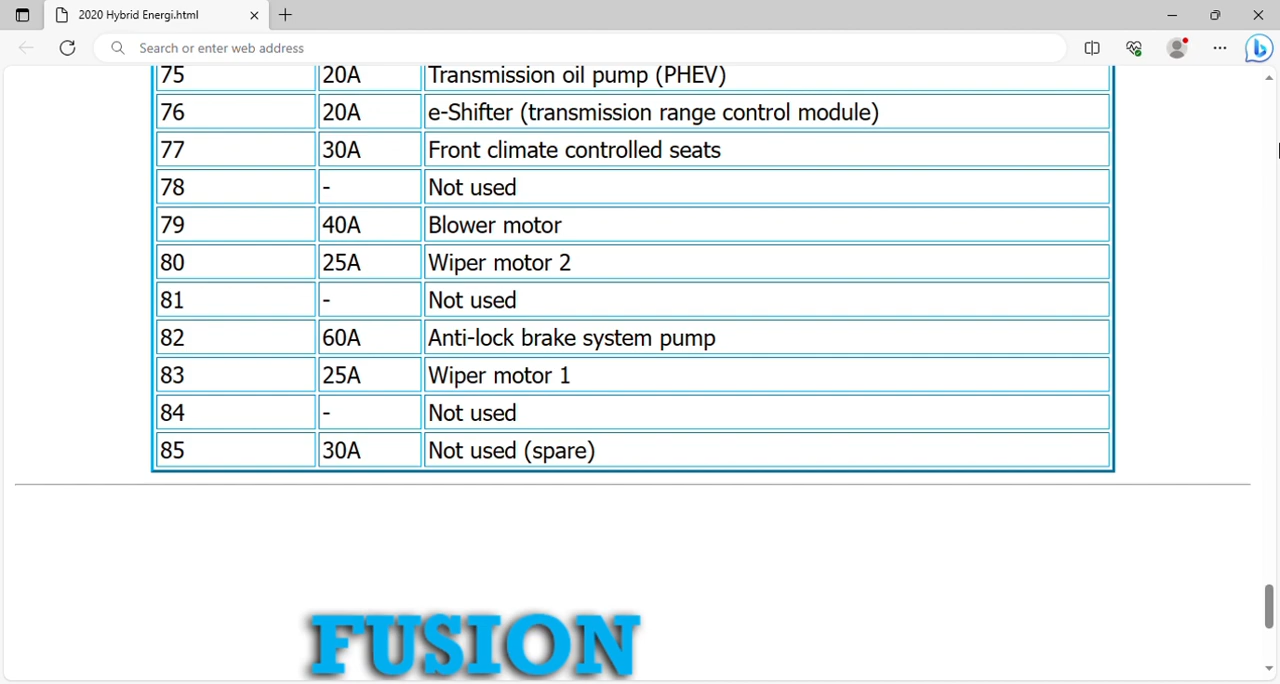 2020 Hybrid Energi.html
Search or enter web address
75 20A Transmission oil pump (PHEV)
76 20A e-Shifter (transmission range control module)
77 30A Front climate controlled seats
78 - Not used
79 40A Blower motor
80 25A Wiper motor 2
81 - Not used
82 60A Anti-lock brake system pump
83 25A Wiper motor 1
84 - Not used
85 30A Not used (spare)
FUSION